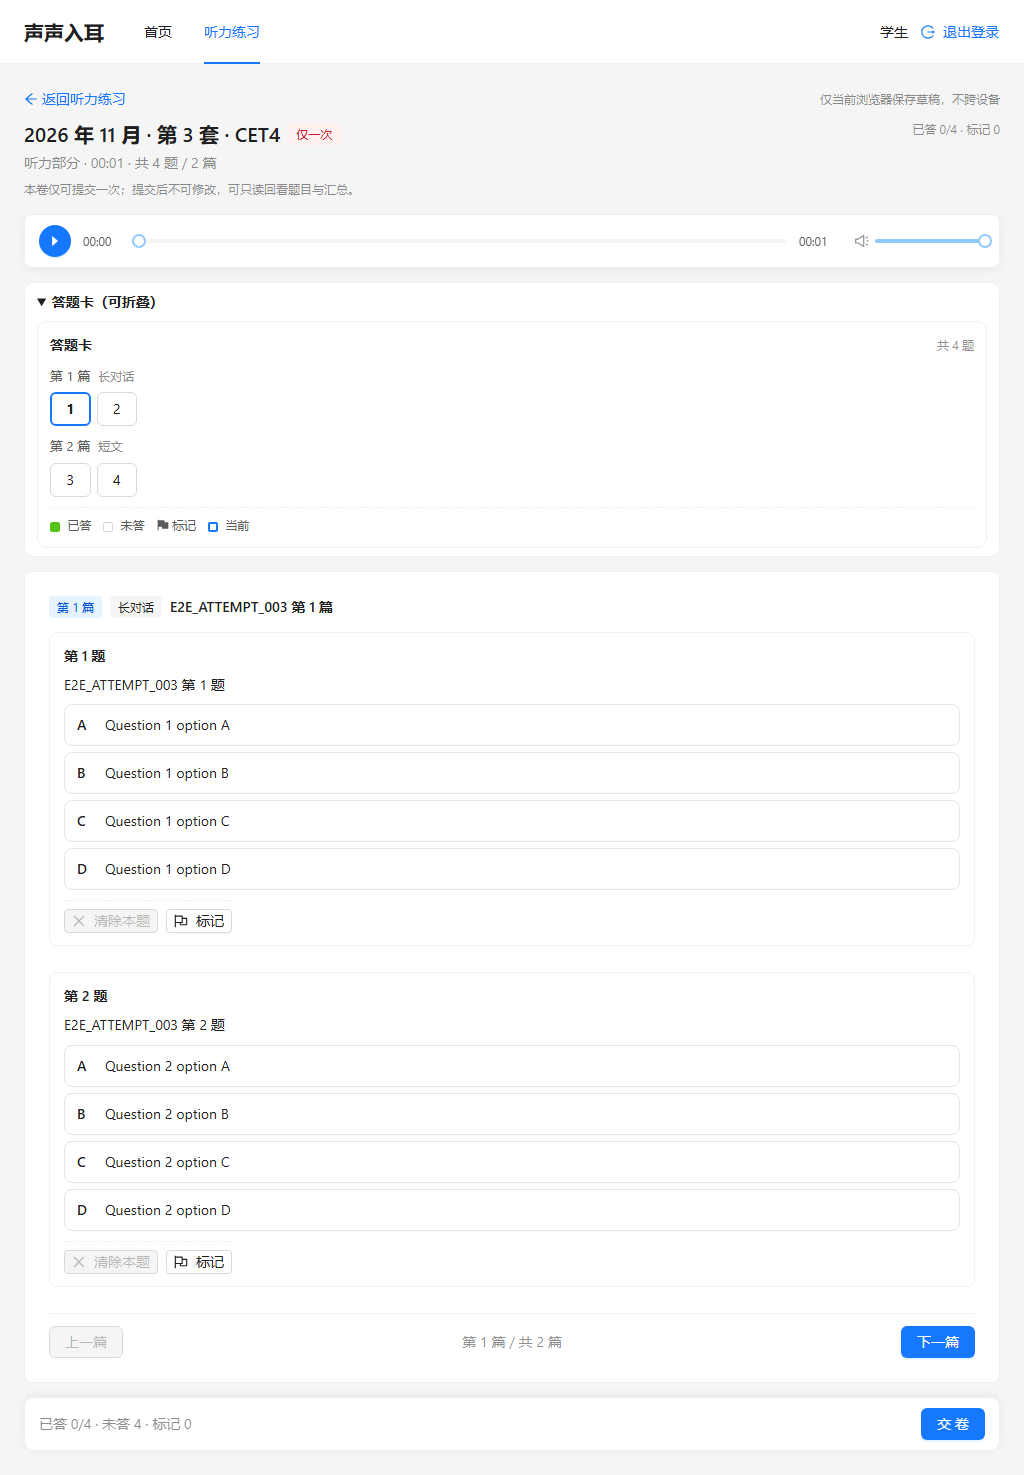 声声入耳 首页 听力练习 学生 退出登录
返回听力练习 仅当前浏览器保存草稿，不跨设备
2026 年 11 月 · 第 3 套 · CET4 仅一次 已答 0/4 · 标记 0
听力部分 · 00:01 · 共 4 题 / 2 篇
本卷仅可提交一次；提交后不可修改，可只读回看题目与汇总。
00:00 00:01
答题卡（可折叠）
答题卡 共 4 题
第 1 篇 长对话
1 2
第 2 篇 短文
3 4
已答 未答 标记 当前
第 1 篇 长对话 E2E_ATTEMPT_003 第 1 篇
第 1 题
E2E_ATTEMPT_003 第 1 题
A Question 1 option A
B Question 1 option B
C Question 1 option C
D Question 1 option D
清除本题 标记
第 2 题
E2E_ATTEMPT_003 第 2 题
A Question 2 option A
B Question 2 option B
C Question 2 option C
D Question 2 option D
清除本题 标记
上一篇 第 1 篇 / 共 2 篇 下一篇
已答 0/4 · 未答 4 · 标记 0 交 卷